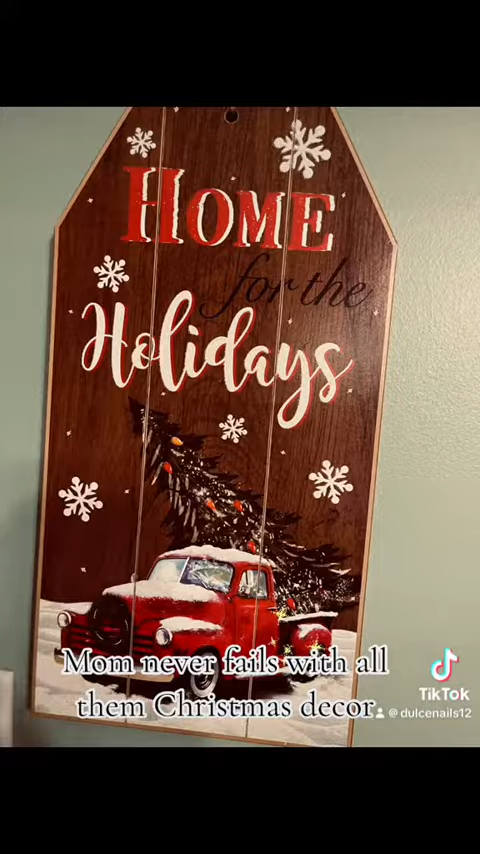 HOME
for the
Holidays
Mom never fails with all
them Christmas decor
TikTok
@dulcenails12